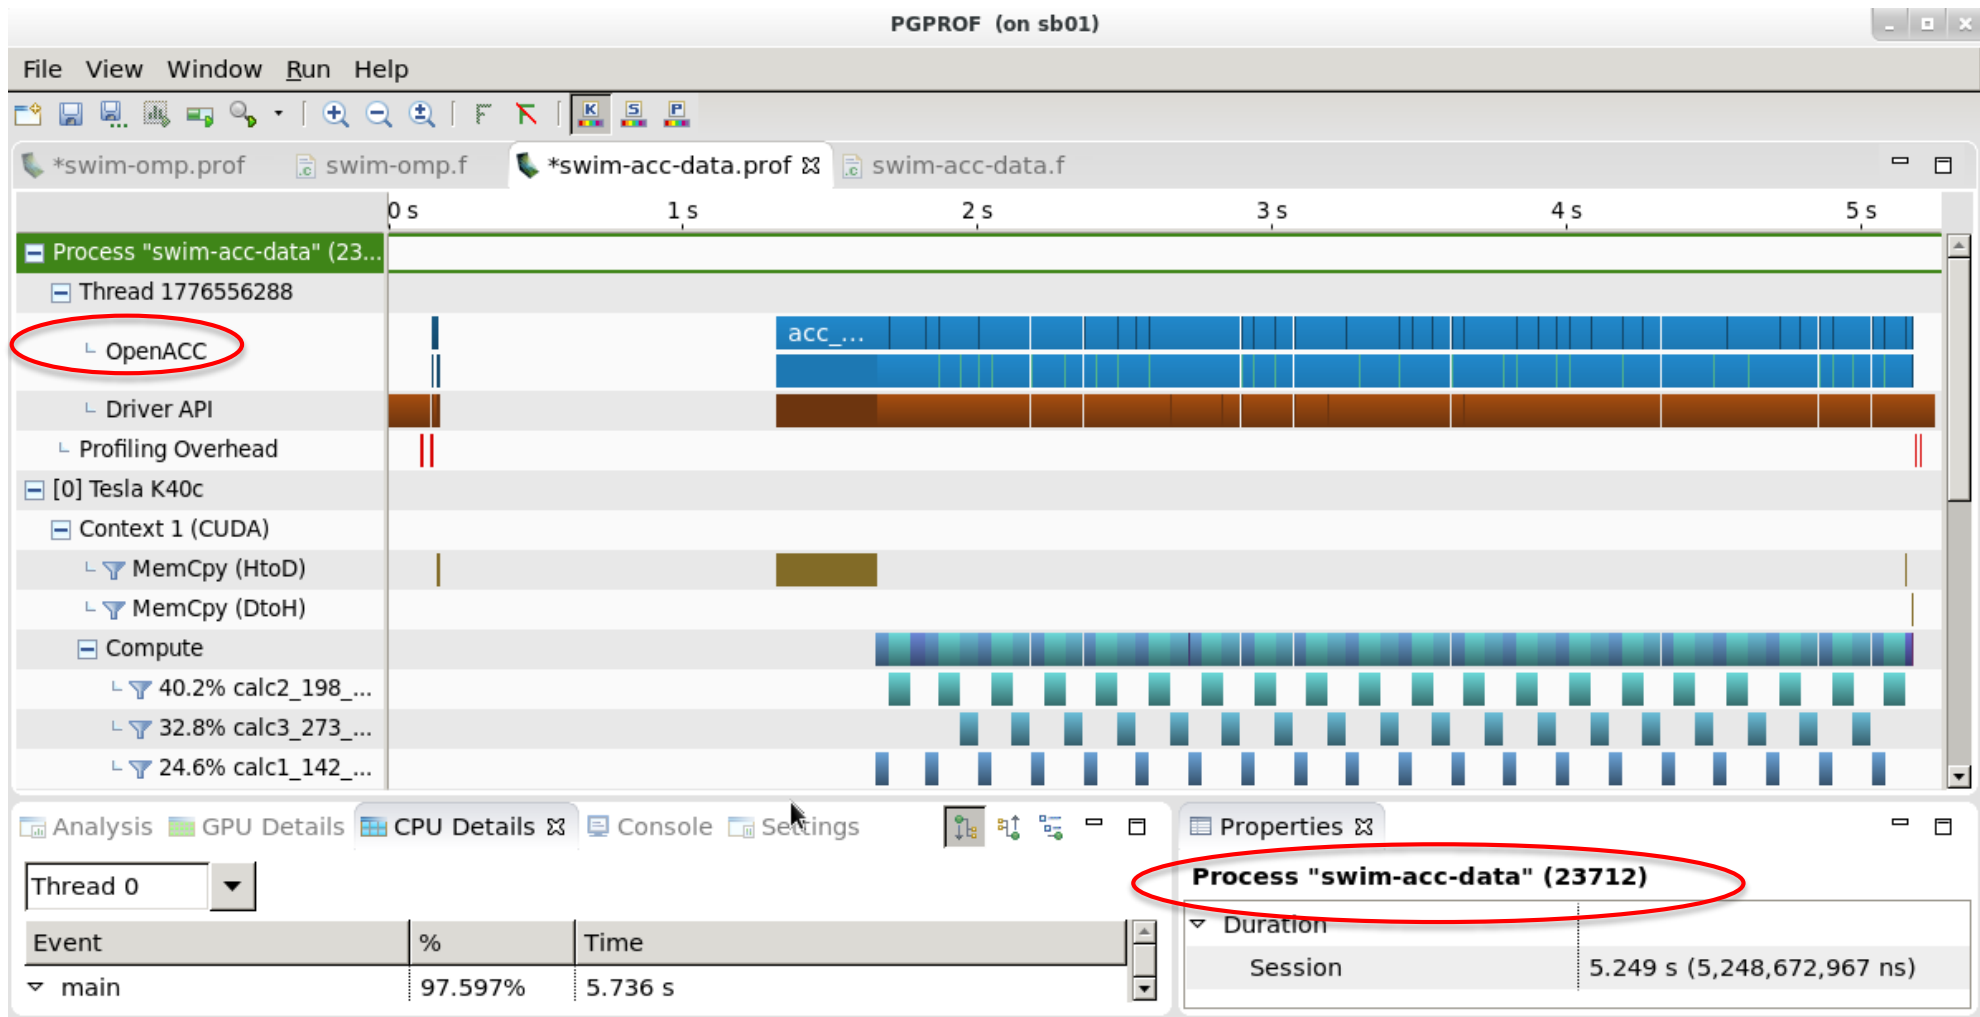 PGPROF (on sb01)
File View Window Run Help
K S P
*swim-omp.prof swim-omp.f *swim-acc-data.prof swim-acc-data.f
0 s 1 s 2 s 3 s 4 s 5 s
Process "swim-acc-data" (23...
Thread 1776556288
acc_...
OpenACC
Driver API
Profiling Overhead
[0] Tesla K40c
Context 1 (CUDA)
MemCpy (HtoD)
MemCpy (DtoH)
Compute
40.2% calc2_198_...
32.8% calc3_273_...
24.6% calc1_142_...
Analysis GPU Details CPU Details Console Settings
Properties
Thread 0
Process "swim-acc-data" (23712)
Event % Time
Duration
main 97.597% 5.736 s
Session 5.249 s (5,248,672,967 ns)